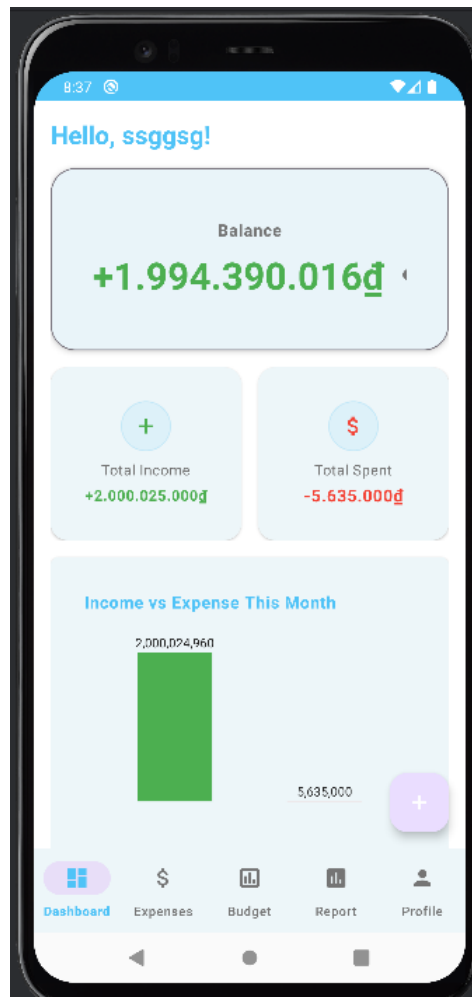 8:37
Hello, ssggsg!
Balance
+1.994.390.016₫
+
$
Total Income
Total Spent
+2.000.025.000₫
-5.635.000₫
Income vs Expense This Month
2,000,024,960
5,635,000
+
$
Dashboard
Expenses
Budget
Report
Profile